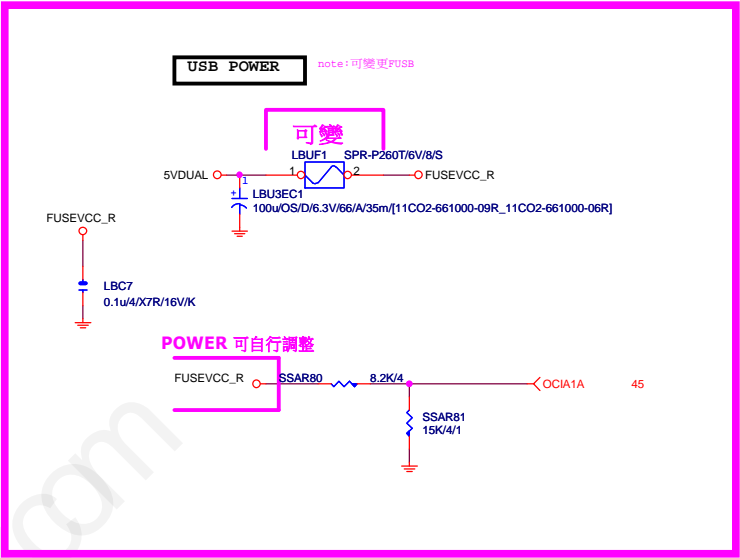 USB POWER
note:可變更FUSB
可變
LBUF1 SPR-P260T/6V/8/S
5VDUAL 1 2 FUSEVCC_R
1
+
LBU3EC1
100u/OS/D/6.3V/66/A/35m/[11CO2-661000-09R_11CO2-661000-06R]
FUSEVCC_R
LBC7
0.1u/4/X7R/16V/K
POWER 可自行調整
FUSEVCC_R SSAR80 8.2K/4 OCIA1A 45
SSAR81
15K/4/1
com